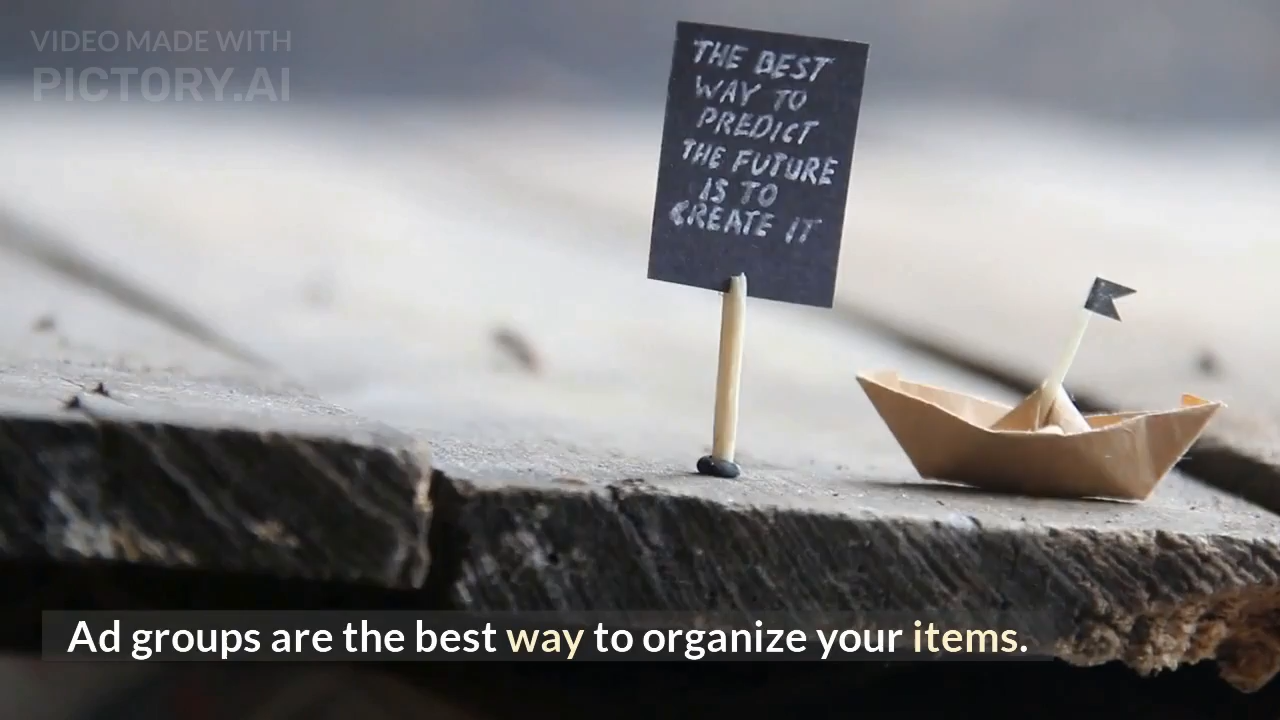 VIDEO MADE WITH
PICTORY.AI
THE BEST
WAY TO
PREDICT
THE FUTURE
IS TO
CREATE IT
Ad groups are the best way to organize your items.